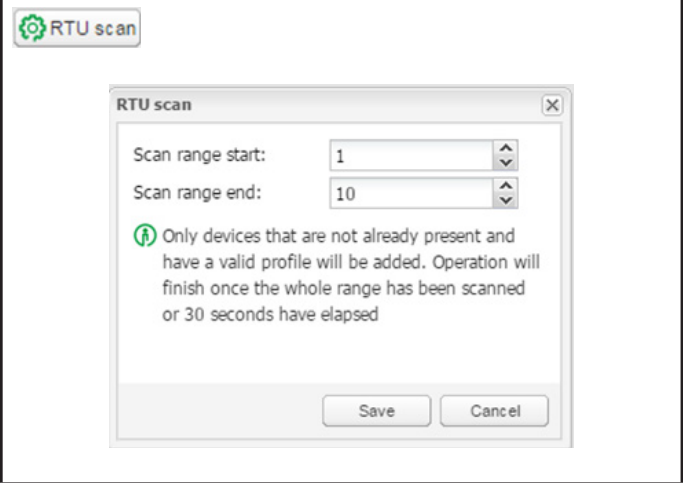 RTU scan
RTU scan
Scan range start: 1
Scan range end: 10
Only devices that are not already present and
have a valid profile will be added. Operation will
finish once the whole range has been scanned
or 30 seconds have elapsed
Save Cancel